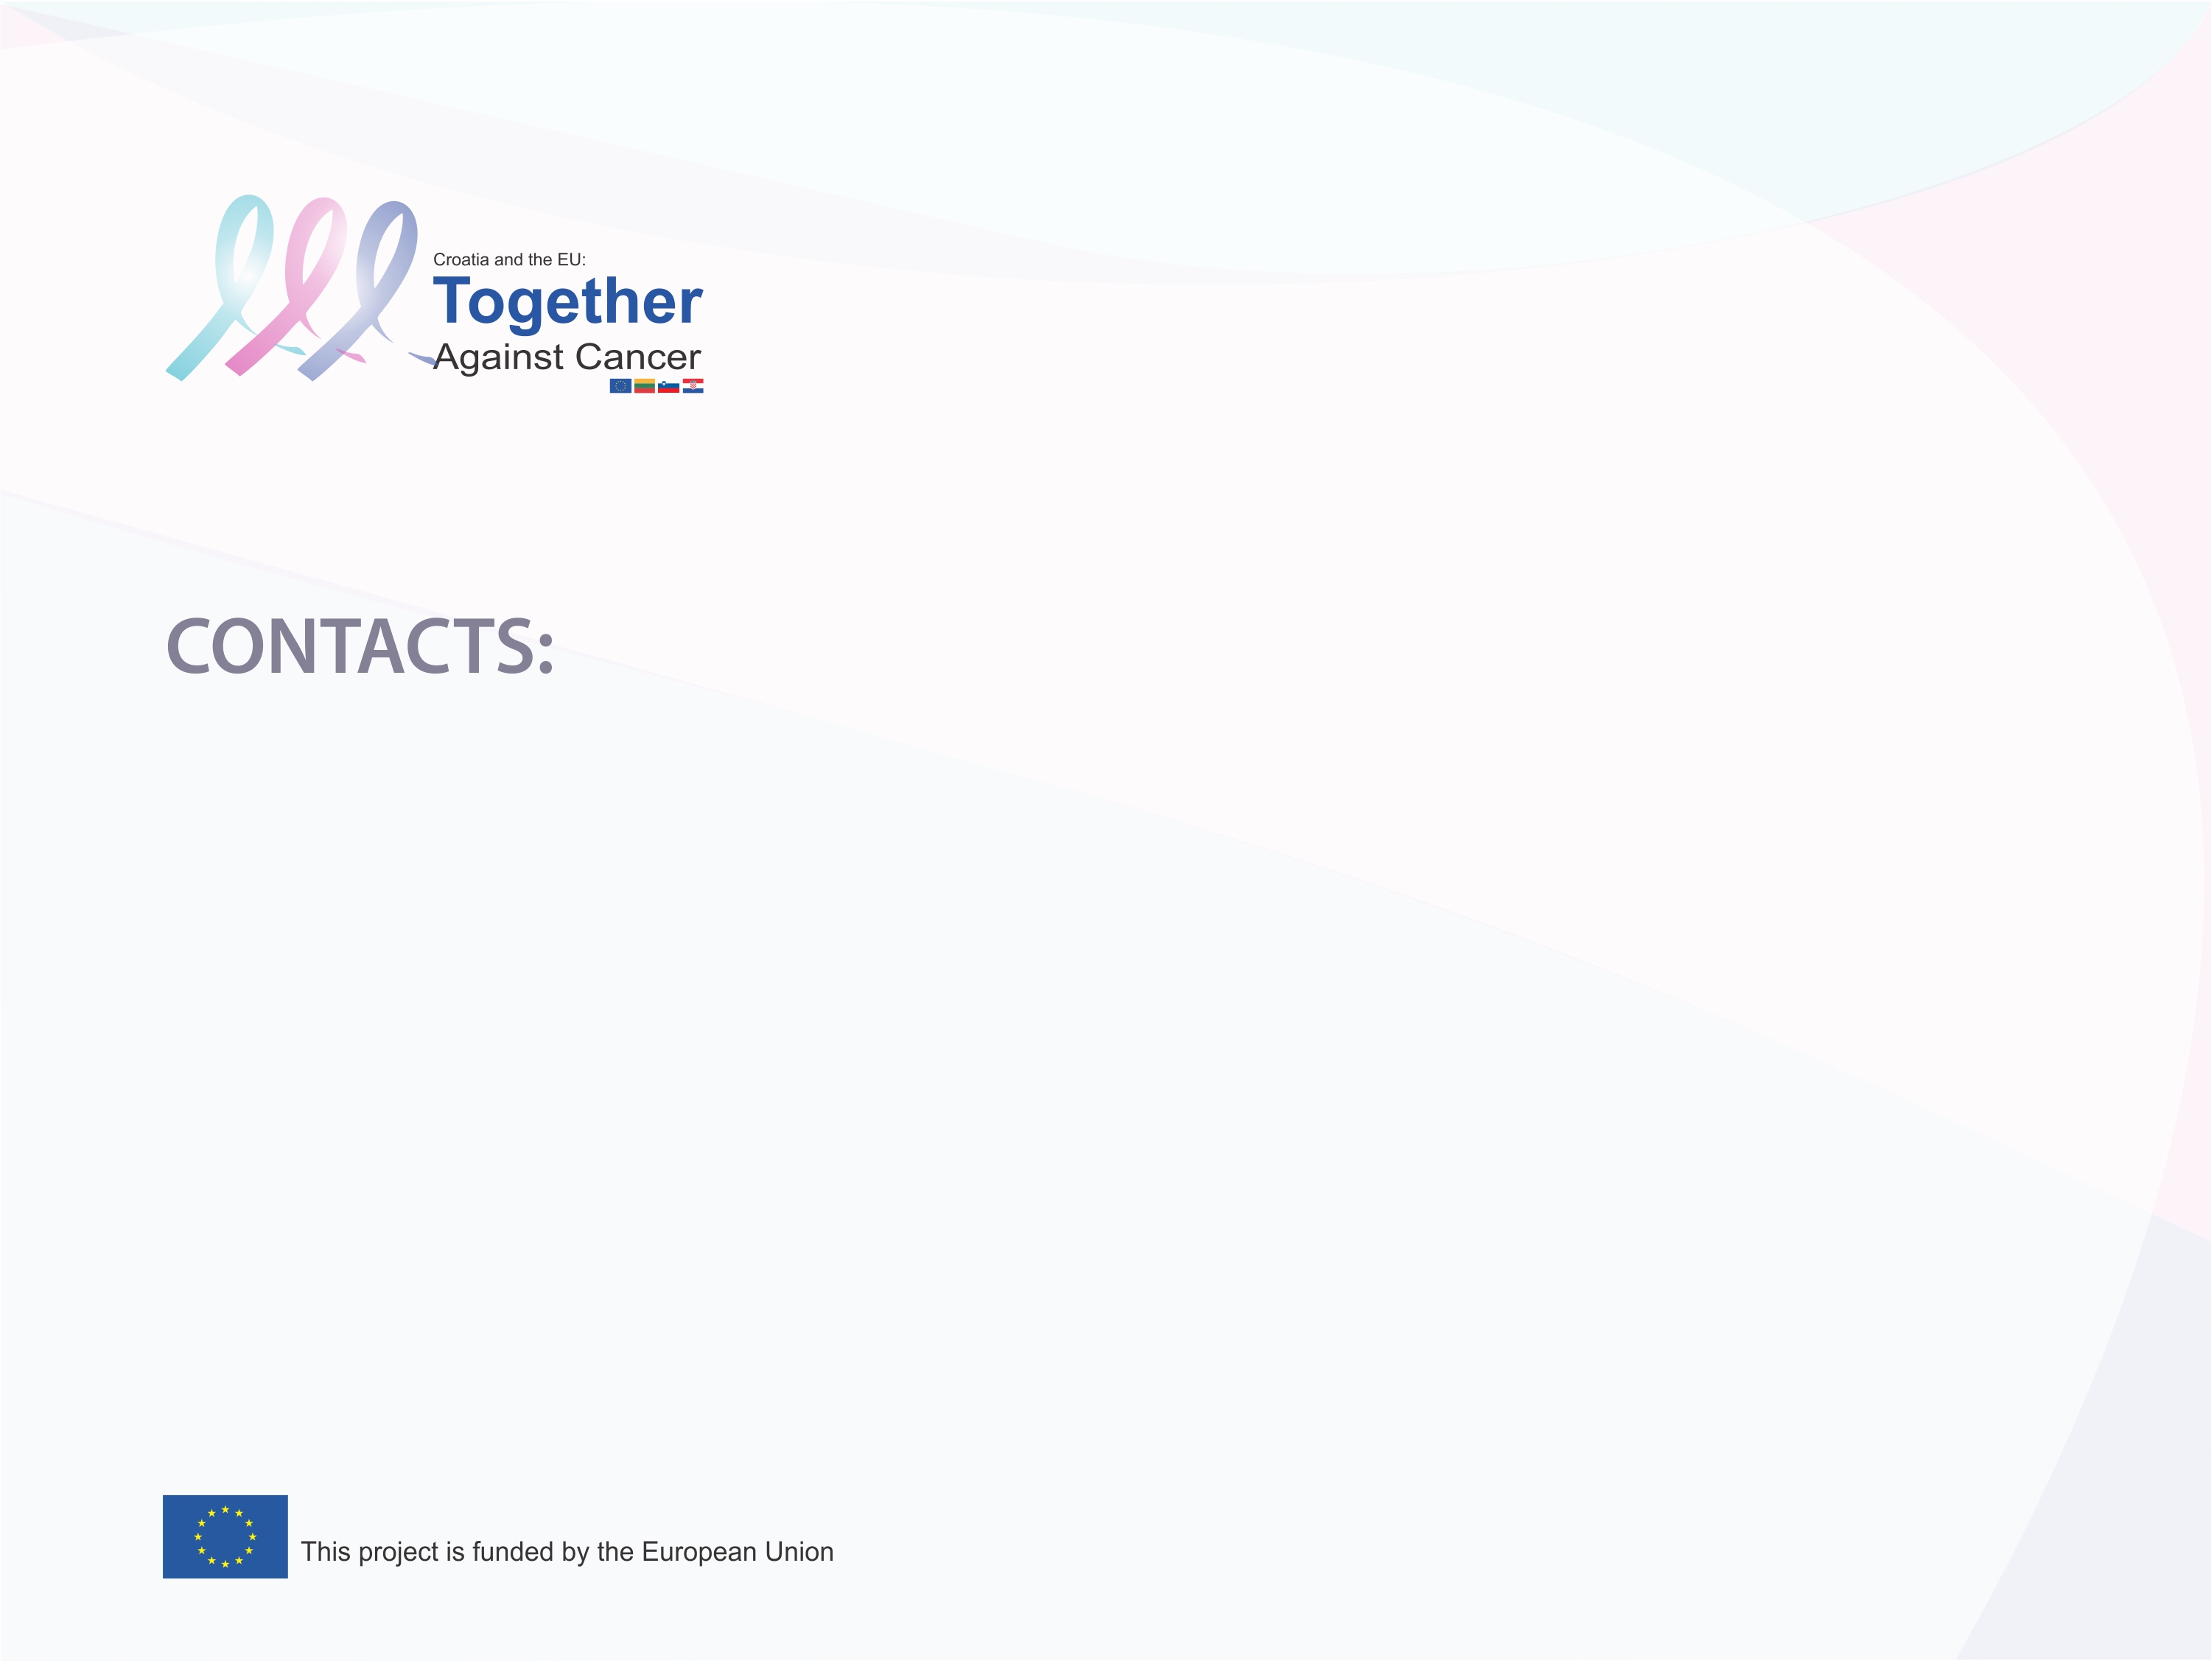 Croatia and the EU:
Together
Against Cancer
CONTACTS:
This project is funded by the European Union